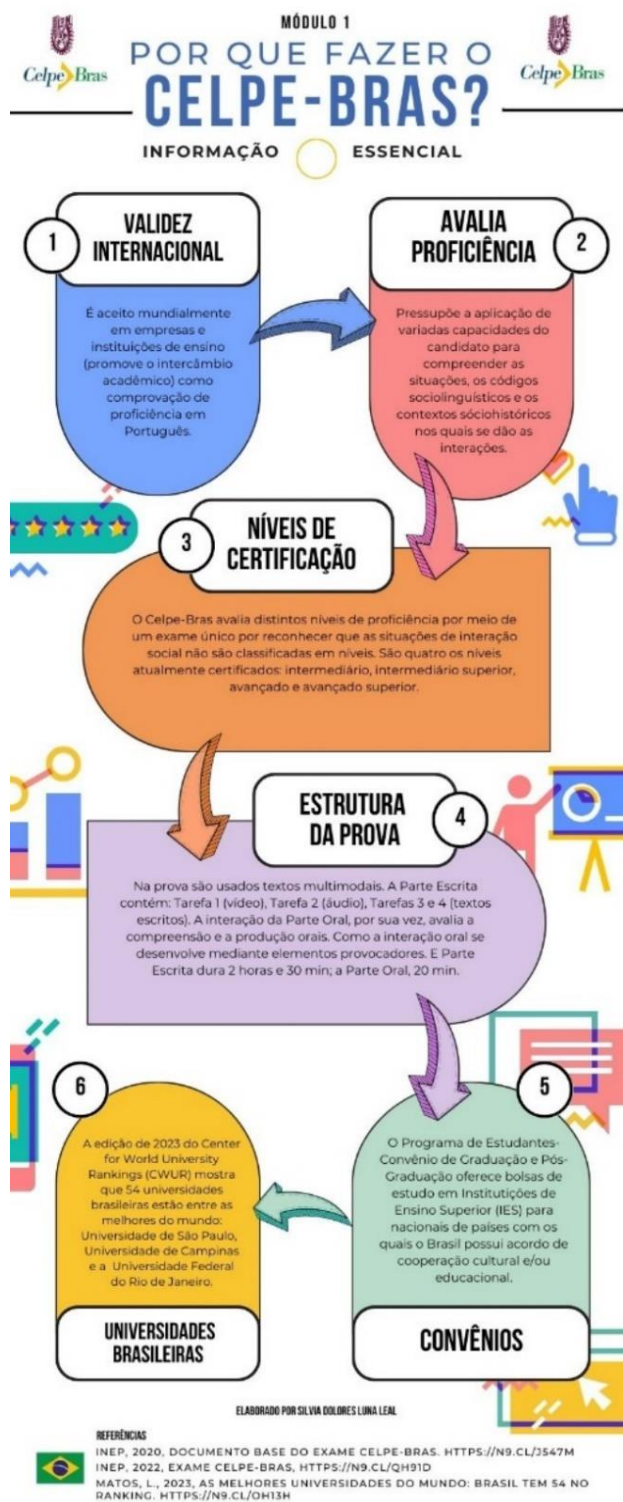 MÓDULO 1
Celpe Bras
POR QUE FAZER O
Celpe Bras
CELPE-BRAS?
INFORMAÇÃO ESSENCIAL
1
VALIDEZ
INTERNACIONAL
É aceito mundialmente
em empresas e
instituições de ensino
(promove o intercâmbio
acadêmico) como
comprovação de
proficiência em
Português.
AVALIA
PROFICIÊNCIA
2
Pressupõe a aplicação de
variadas capacidades do
candidato para
compreender as
situações, os códigos
sociolinguísticos e os
contextos sóciohistóricos
nos quais se dão as
interações.
3
NÍVEIS DE
CERTIFICAÇÃO
O Celpe-Bras avalia distintos níveis de proficiência por meio de
um exame único por reconhecer que as situações de interação
social não são classificadas em níveis. São quatro os níveis
atualmente certificados: intermediário, intermediário superior,
avançado e avançado superior.
ESTRUTURA
DA PROVA
4
Na prova são usados textos multimodais. A Parte Escrita
contém: Tarefa 1 (vídeo), Tarefa 2 (áudio), Tarefas 3 e 4 (textos
escritos). A interação da Parte Oral, por sua vez, avalia a
compreensão e a produção orais. Como a interação oral se
desenvolve mediante elementos provocadores. E Parte
Escrita dura 2 horas e 30 min; a Parte Oral, 20 min.
5
O Programa de Estudantes-
Convênio de Graduação e Pós-
Graduação oferece bolsas de
estudo em Instituições de
Ensino Superior (IES) para
nacionais de países com os
quais o Brasil possui acordo de
cooperação cultural e/ou
educacional.
CONVÊNIOS
6
A edição de 2023 do Center
for World University
Rankings (CWUR) mostra
que 54 universidades
brasileiras estão entre as
melhores do mundo:
Universidade de São Paulo,
Universidade de Campinas
e a Universidade Federal
do Rio de Janeiro.
UNIVERSIDADES
BRASILEIRAS
ELABORADO POR SILVIA DOLORES LUNA LEAL
REFERÊNCIAS
INEP, 2020, DOCUMENTO BASE DO EXAME CELPE-BRAS. HTTPS://N9.CL/J547M
INEP, 2022, EXAME CELPE-BRAS, HTTPS://N9.CL/QH91D
MATOS, L., 2023, AS MELHORES UNIVERSIDADES DO MUNDO: BRASIL TEM 54 NO
RANKING. HTTPS://N9.CL/OH13H